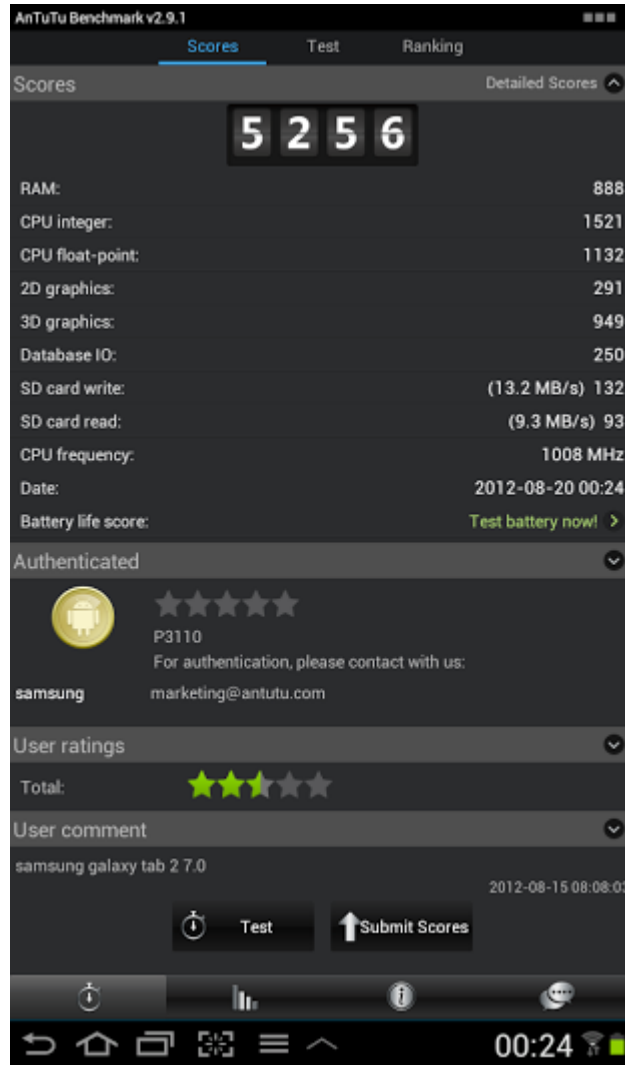 AnTuTu Benchmark v2.9.1
Scores Test Ranking
Scores Detailed Scores
5256
RAM: 888
CPU integer: 1521
CPU float-point: 1132
2D graphics: 291
3D graphics: 949
Database IO: 250
SD card write: (13.2 MB/s) 132
SD card read: (9.3 MB/s) 93
CPU frequency: 1008 MHz
Date: 2012-08-20 00:24
Battery life score: Test battery now! >
Authenticated
P3110
For authentication, please contact with us:
samsung marketing@antutu.com
User ratings
Total:
User comment
samsung galaxy tab 2 7.0
2012-08-15 08:08:03
Test Submit Scores
00:24